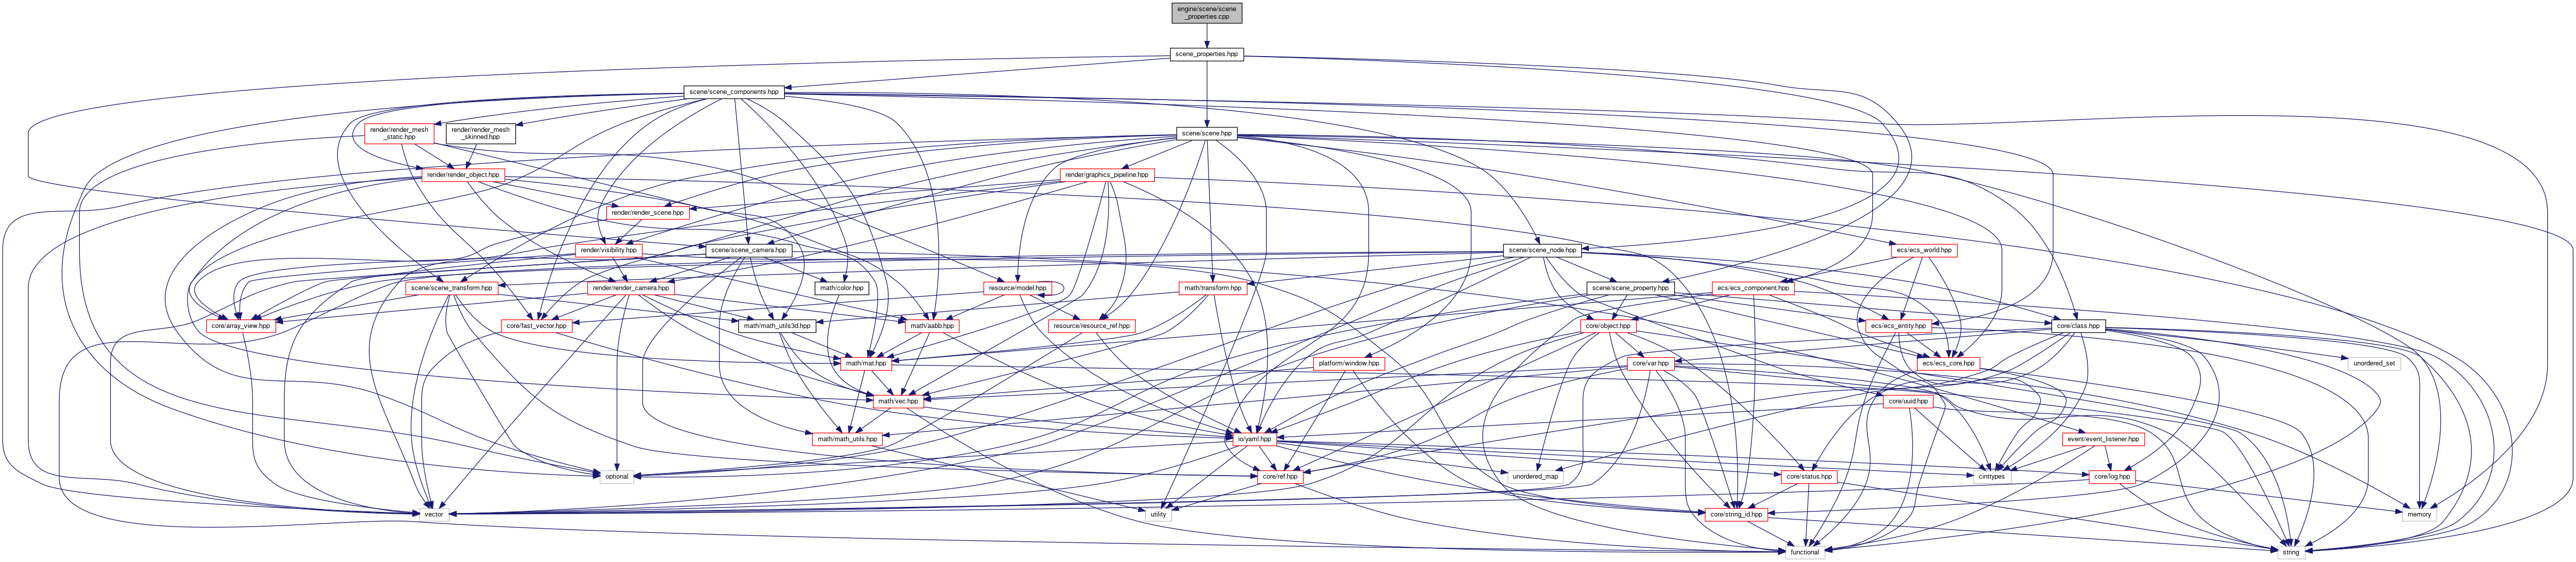 engine/scene/scene
_properties.cpp
scene_properties.hpp
scene/scene_components.hpp
render/render_mesh
_static.hpp
render/render_mesh
_skinned.hpp
scene/scene.hpp
render/render_object.hpp
render/graphics_pipeline.hpp
render/render_scene.hpp
render/visibility.hpp
scene/scene_camera.hpp
scene/scene_node.hpp
ecs/ecs_world.hpp
scene/scene_transform.hpp
render/render_camera.hpp
math/color.hpp
resource/model.hpp
math/transform.hpp
scene/scene_property.hpp
ecs/ecs_component.hpp
core/array_view.hpp
core/fast_vector.hpp
math/math_utils3d.hpp
math/aabb.hpp
resource/resource_ref.hpp
core/object.hpp
ecs/ecs_entity.hpp
core/class.hpp
math/mat.hpp
platform/window.hpp
core/var.hpp
ecs/ecs_core.hpp
unordered_set
math/vec.hpp
core/uuid.hpp
math/math_utils.hpp
io/yaml.hpp
event/event_listener.hpp
optional
core/ref.hpp
unordered_map
core/status.hpp
cinttypes
core/log.hpp
vector
utility
core/string_id.hpp
memory
functional
string